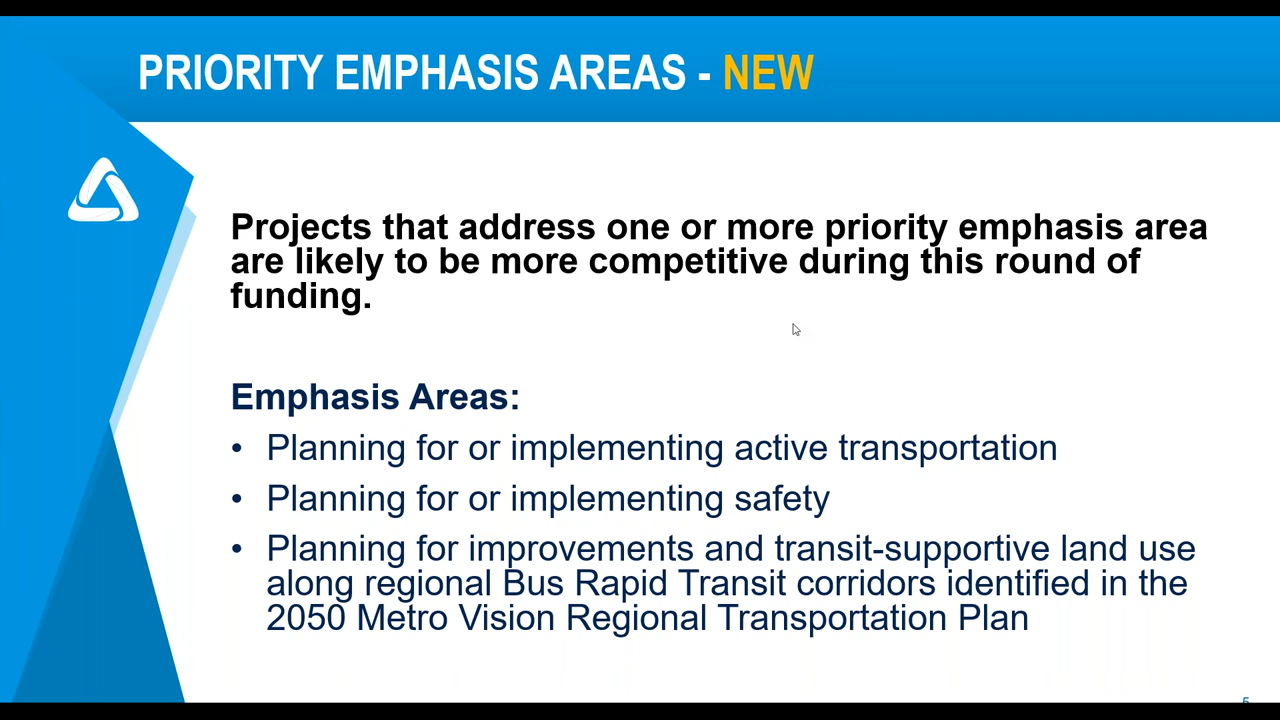 PRIORITY EMPHASIS AREAS - NEW
Projects that address one or more priority emphasis area
are likely to be more competitive during this round of
funding.
Emphasis Areas:
• Planning for or implementing active transportation
• Planning for or implementing safety
• Planning for improvements and transit-supportive land use
along regional Bus Rapid Transit corridors identified in the
2050 Metro Vision Regional Transportation Plan
5